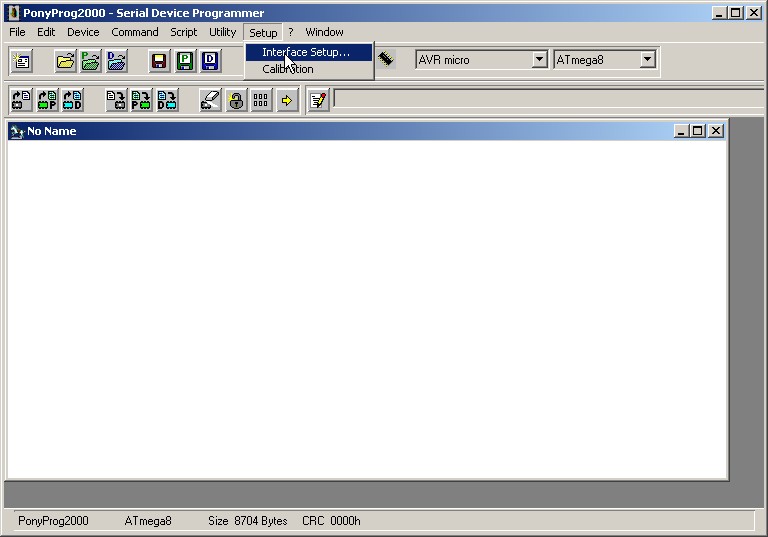 PonyProg2000 - Serial Device Programmer
File Edit Device Command Script Utility Setup ? Window
Interface Setup...
Calibration
AVR micro ATmega8
No Name
PonyProg2000 ATmega8 Size 8704 Bytes CRC 0000h